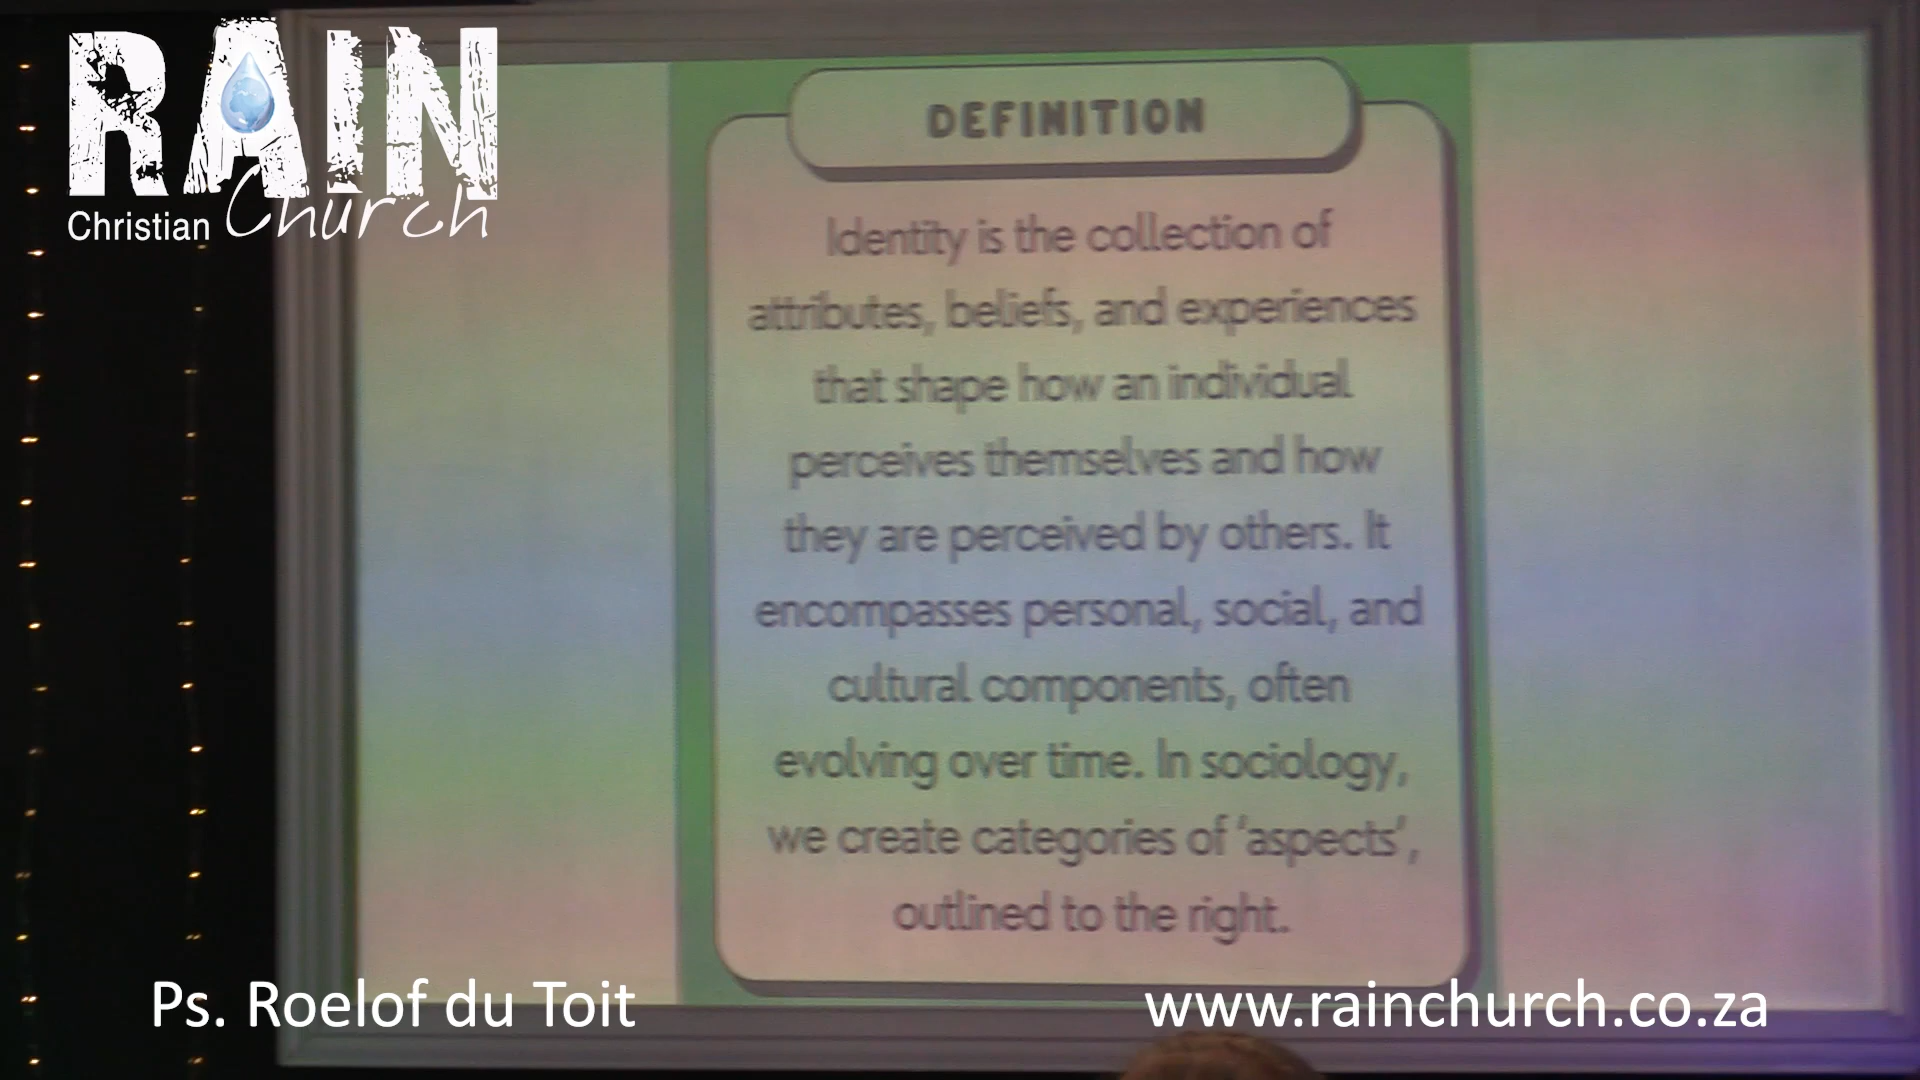 RAIN
Christian Church
DEFINITION
Identity is the collection of
attributes, beliefs, and experiences
that shape how an individual
perceives themselves and how
they are perceived by others. It
encompasses personal, social, and
cultural components, often
evolving over time. In sociology,
we create categories of 'aspects',
outlined to the right.
Ps. Roelof du Toit
www.rainchurch.co.za